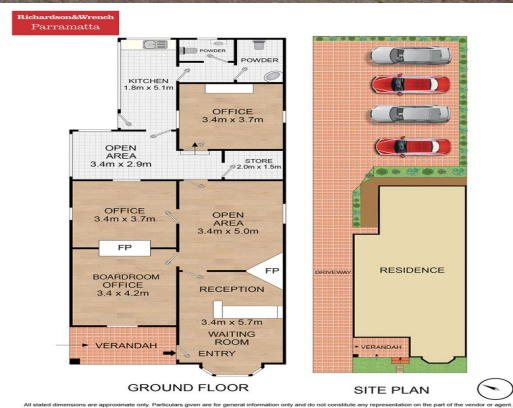 Richardson&Wrench
Parramatta
POWDER
POWDER
KITCHEN
1.8m x 5.1m
OFFICE
3.4m x 3.7m
OPEN
AREA
3.4m x 2.9m
STORE
2.0m x 1.5m
OFFICE
3.4m x 3.7m
OPEN
AREA
3.4m x 5.0m
FP
FP
BOARDROOM
OFFICE
3.4 x 4.2m
RECEPTION
3.4m x 5.7m
WAITING
ROOM
VERANDAH
ENTRY
GROUND FLOOR
DRIVEWAY
RESIDENCE
VERANDAH
SITE PLAN
All stated dimensions are approximate only. Particulars given are for general information only and do not constitute any representation on the part of the vendor or agent.